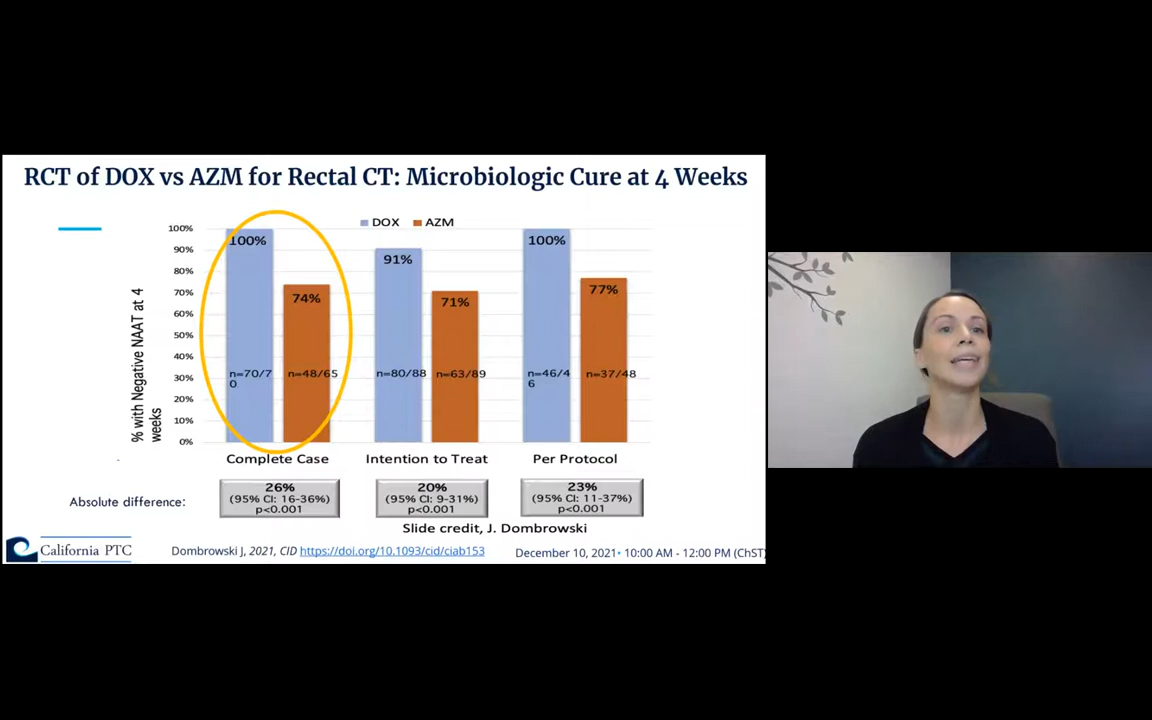 RCT of DOX vs AZM for Rectal CT: Microbiologic Cure at 4 Weeks
DOX AZM
% with Negative NAAT at 4
weeks
100%
90%
80%
70%
60%
50%
40%
30%
20%
10%
0%
100%
74%
91%
71%
100%
77%
n=70/7
0
n=48/65
n=80/88
n=63/89
n=46/4
6
n=37/48
Complete Case
Intention to Treat
Per Protocol
Absolute difference:
26%
(95% CI: 16-36%)
p<0.001
20%
(95% CI: 9-31%)
p<0.001
23%
(95% CI: 11-37%)
p<0.001
Slide credit, J. Dombrowski
California PTC
Dombrowski J, 2021, CID https://doi.org/10.1093/cid/ciab153
December 10, 2021• 10:00 AM - 12:00 PM (ChST)